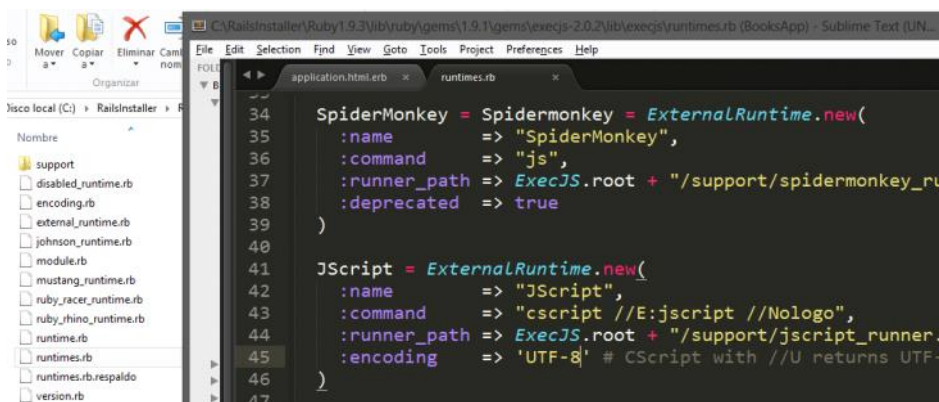 C:\RailsInstaller\Ruby1.9.3\lib\ruby\gems\1.9.1\gems\execjs-2.0.2\lib\execjs\runtimes.rb (BooksApp) - Sublime Text (UN...
File Edit Selection Find View Goto Tools Project Preferences Help
Mover a
Copiar a
Eliminar
Organizar
Disco local (C:) RailsInstaller
Nombre
support
disabled_runtime.rb
encoding.rb
external_runtime.rb
johnson_runtime.rb
module.rb
mustang_runtime.rb
ruby_racer_runtime.rb
ruby_rhino_runtime.rb
runtime.rb
runtimes.rb
runtimes.rb.respaldo
version.rb
application.html.erb × runtimes.rb ×
34 SpiderMonkey = Spidermonkey = ExternalRuntime.new(
35 :name => "SpiderMonkey",
36 :command => "js",
37 :runner_path => ExecJS.root + "/support/spidermonkey_ru
38 :deprecated => true
39 )
40
41 JScript = ExternalRuntime.new(
42 :name => "JScript",
43 :command => "cscript //E:jscript //Nologo",
44 :runner_path => ExecJS.root + "/support/jscript_runner.
45 :encoding => 'UTF-8' # CScript with //U returns UTF-
46 )
47